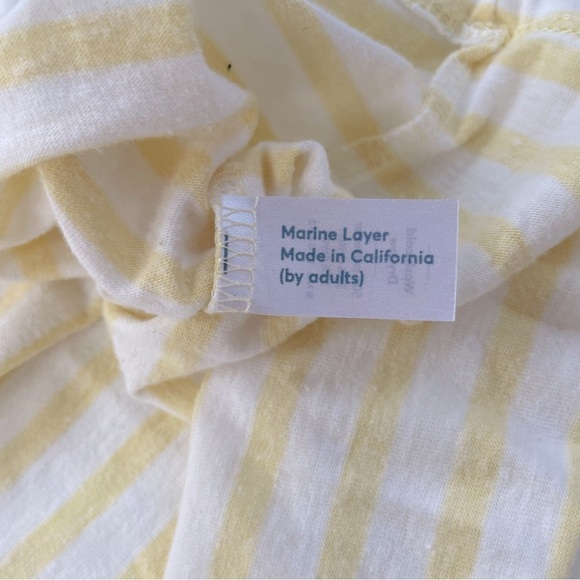 Marine Layer
Made in California
(by adults)